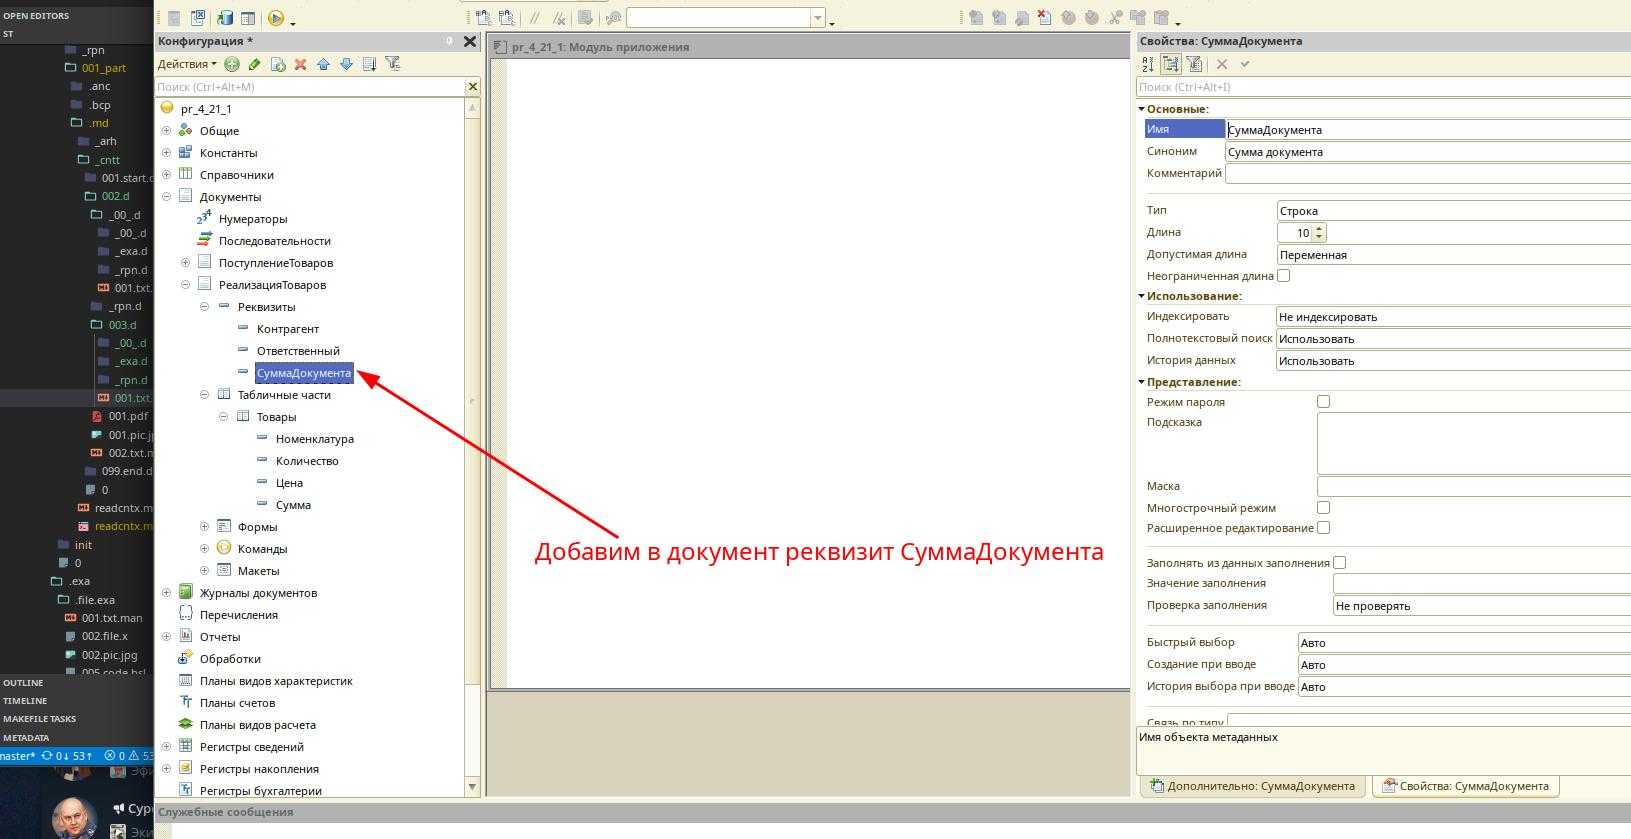 OPEN EDITORS
ST
_rpn
001_part
.anc
.bcp
.md
_arh
_cntt
001.start.d
002.d
_00_.d
_00_.d
_exa.d
_rpn.d
001.txt.
_rpn.d
003.d
_00_.d
_exa.d
_rpn.d
001.txt.
001.pdf
001.pic.j
002.txt.m
099.end.d
0
readcntx.m
readcntx.m
init
0
.exa
.file.exa
001.txt.man
002.file.x
002.pic.jpg
005.code.bsl
OUTLINE
TIMELINE
MAKEFILE TASKS
METADATA
master* 0↓ 53↑ 0 53
Сур
Эки
Конфигурация *
Действия
Поиск (Ctrl+Alt+M)
pr_4_21_1
Общие
Константы
Справочники
Документы
Нумераторы
Последовательности
ПоступлениеТоваров
РеализацияТоваров
Реквизиты
Контрагент
Ответственный
СуммаДокумента
Табличные части
Товары
Номенклатура
Количество
Цена
Сумма
Формы
Команды
Макеты
Журналы документов
Перечисления
Отчеты
Обработки
Планы видов характеристик
Планы счетов
Планы видов расчета
Регистры сведений
Регистры накопления
Регистры бухгалтерии
Служебные сообщения
pr_4_21_1: Модуль приложения
Добавим в документ реквизит СуммаДокумента
Свойства: СуммаДокумента
Поиск (Ctrl+Alt+I)
Основные:
Имя СуммаДокумента
Синоним Сумма документа
Комментарий
Тип Строка
Длина 10
Допустимая длина Переменная
Неограниченная длина
Использование:
Индексировать Не индексировать
Полнотекстовый поиск Использовать
История данных Использовать
Представление:
Режим пароля
Подсказка
Маска
Многострочный режим
Расширенное редактирование
Заполнять из данных заполнения
Значение заполнения
Проверка заполнения Не проверять
Быстрый выбор Авто
Создание при вводе Авто
История выбора при вводе Авто
Связь по типу
Имя объекта метаданных
Дополнительно: СуммаДокумента Свойства: СуммаДокумента